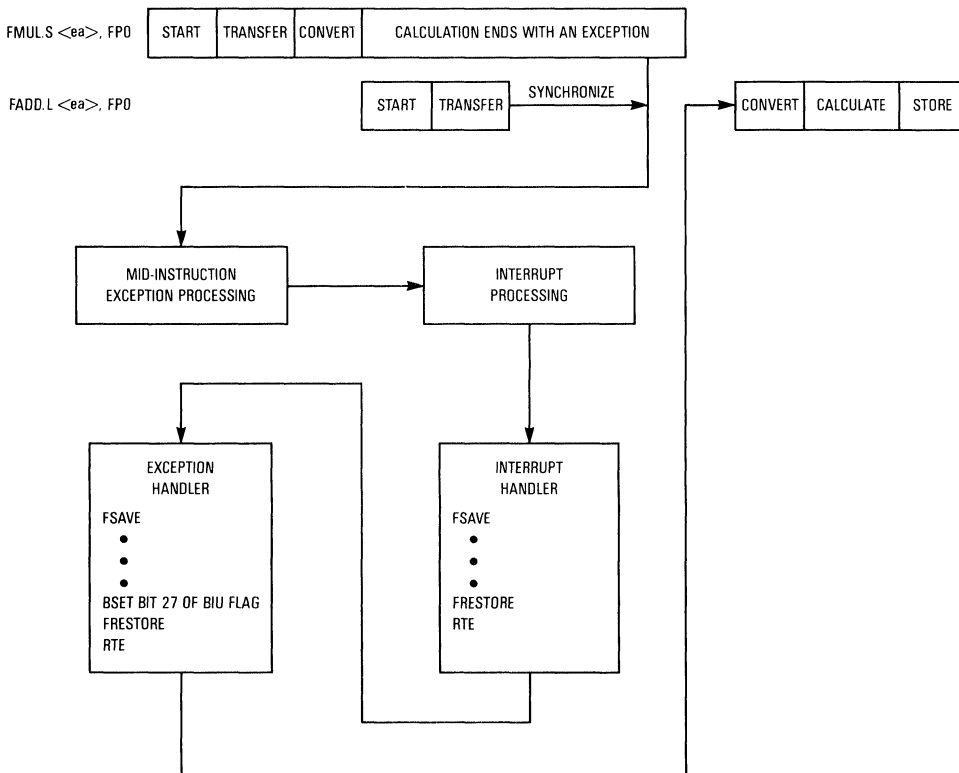 FMUL.S <ea>, FP0 START TRANSFER CONVERT CALCULATION ENDS WITH AN EXCEPTION
FADD.L <ea>, FP0 START TRANSFER SYNCHRONIZE CONVERT CALCULATE STORE
MID-INSTRUCTION
EXCEPTION PROCESSING
INTERRUPT
PROCESSING
EXCEPTION
HANDLER
FSAVE
•
•
•
BSET BIT 27 OF BIU FLAG
FRESTORE
RTE
INTERRUPT
HANDLER
FSAVE
•
•
•
FRESTORE
RTE